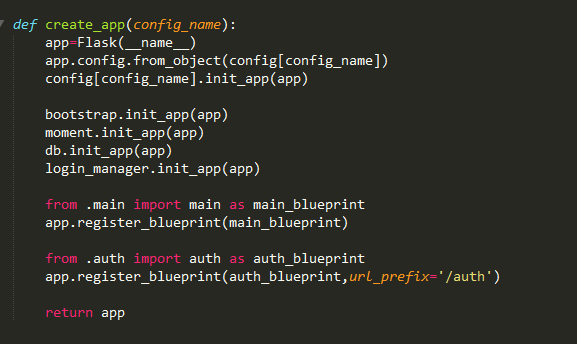 def create_app(config_name):
app=Flask(__name__)
app.config.from_object(config[config_name])
config[config_name].init_app(app)
bootstrap.init_app(app)
moment.init_app(app)
db.init_app(app)
login_manager.init_app(app)
from .main import main as main_blueprint
app.register_blueprint(main_blueprint)
from .auth import auth as auth_blueprint
app.register_blueprint(auth_blueprint,url_prefix='/auth')
return app